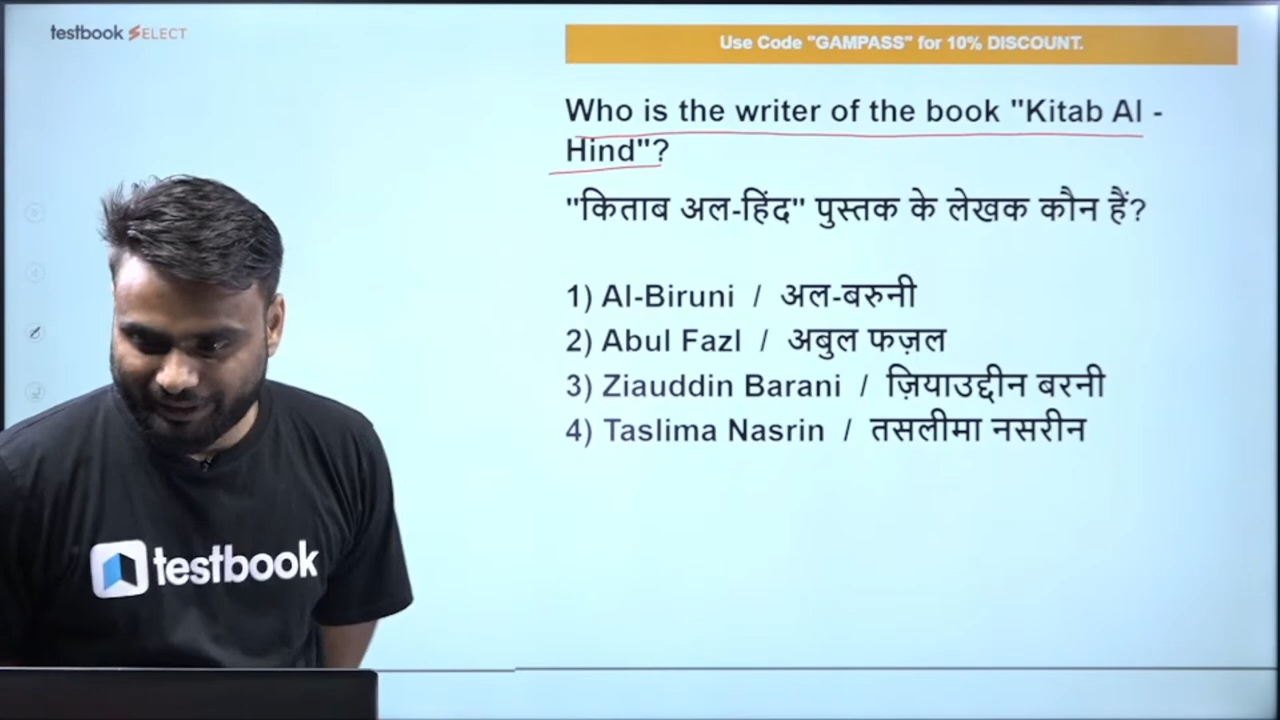 testbook SELECT
Use Code "GAMPASS" for 10% DISCOUNT.
Who is the writer of the book "Kitab Al -
Hind"?
"किताब अल-हिंद" पुस्तक के लेखक कौन हैं?
1) Al-Biruni / अल-बरुनी
2) Abul Fazl / अबुल फज़ल
3) Ziauddin Barani / ज़ियाउद्दीन बरनी
4) Taslima Nasrin / तसलीमा नसरीन
testbook